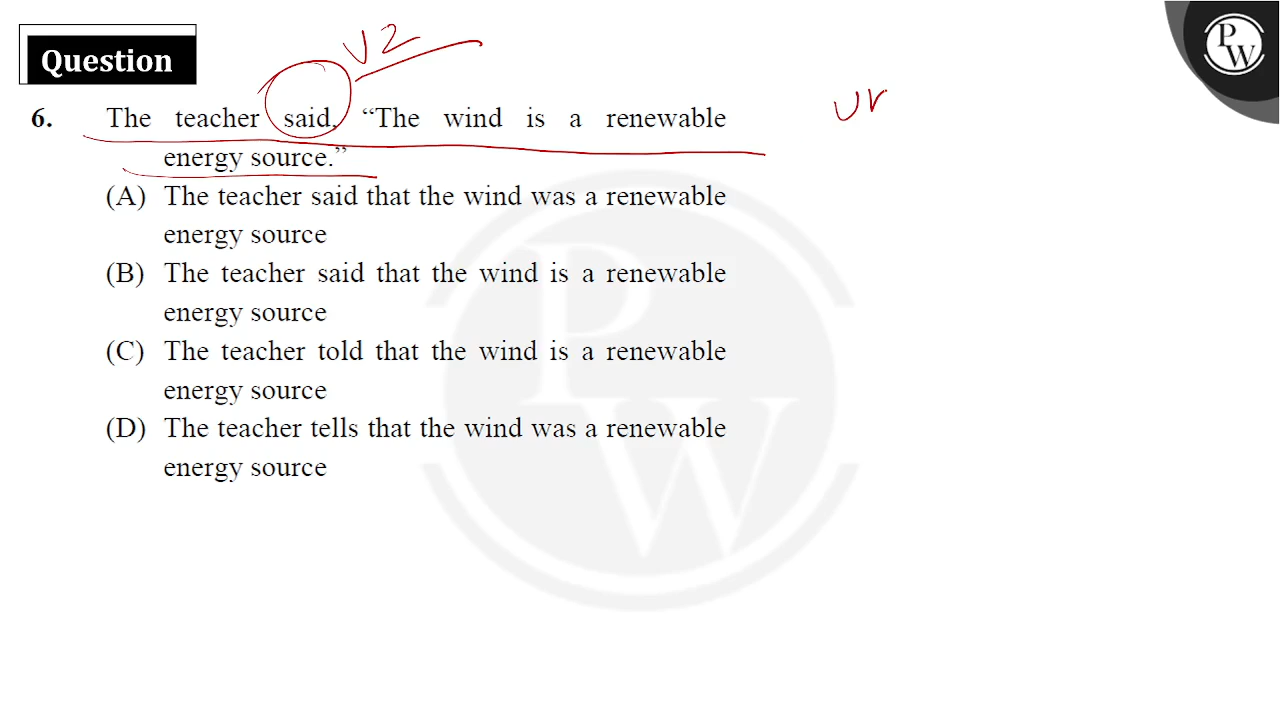 Question
V2
P
W
un
6. The teacher said, “The wind is a renewable
energy source.”
(A) The teacher said that the wind was a renewable
energy source
(B) The teacher said that the wind is a renewable
energy source
(C) The teacher told that the wind is a renewable
energy source
(D) The teacher tells that the wind was a renewable
energy source
P
W